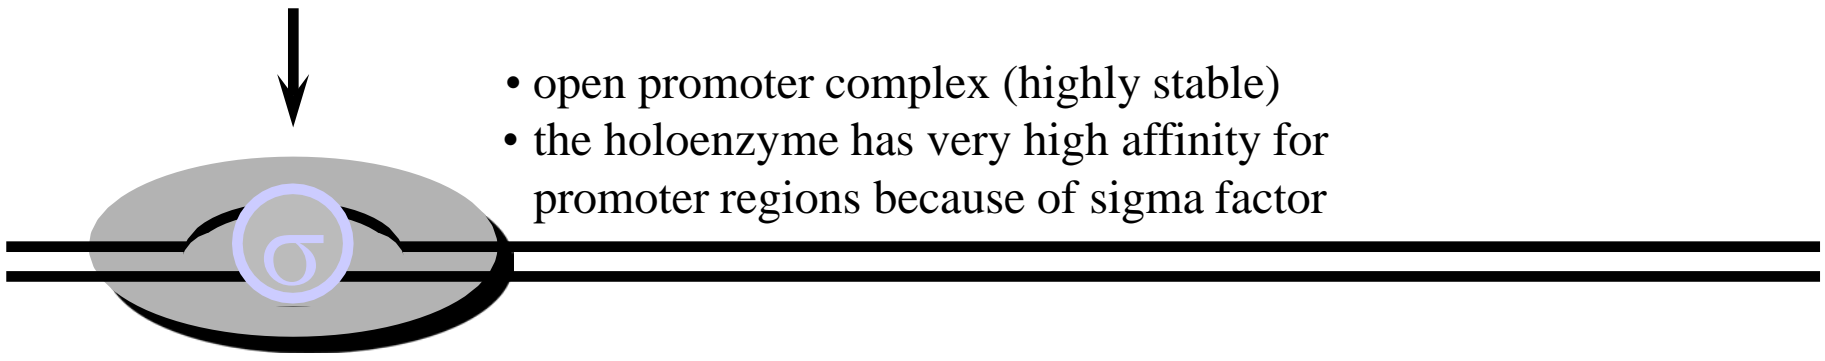 • open promoter complex (highly stable)
• the holoenzyme has very high affinity for
promoter regions because of sigma factor
σ